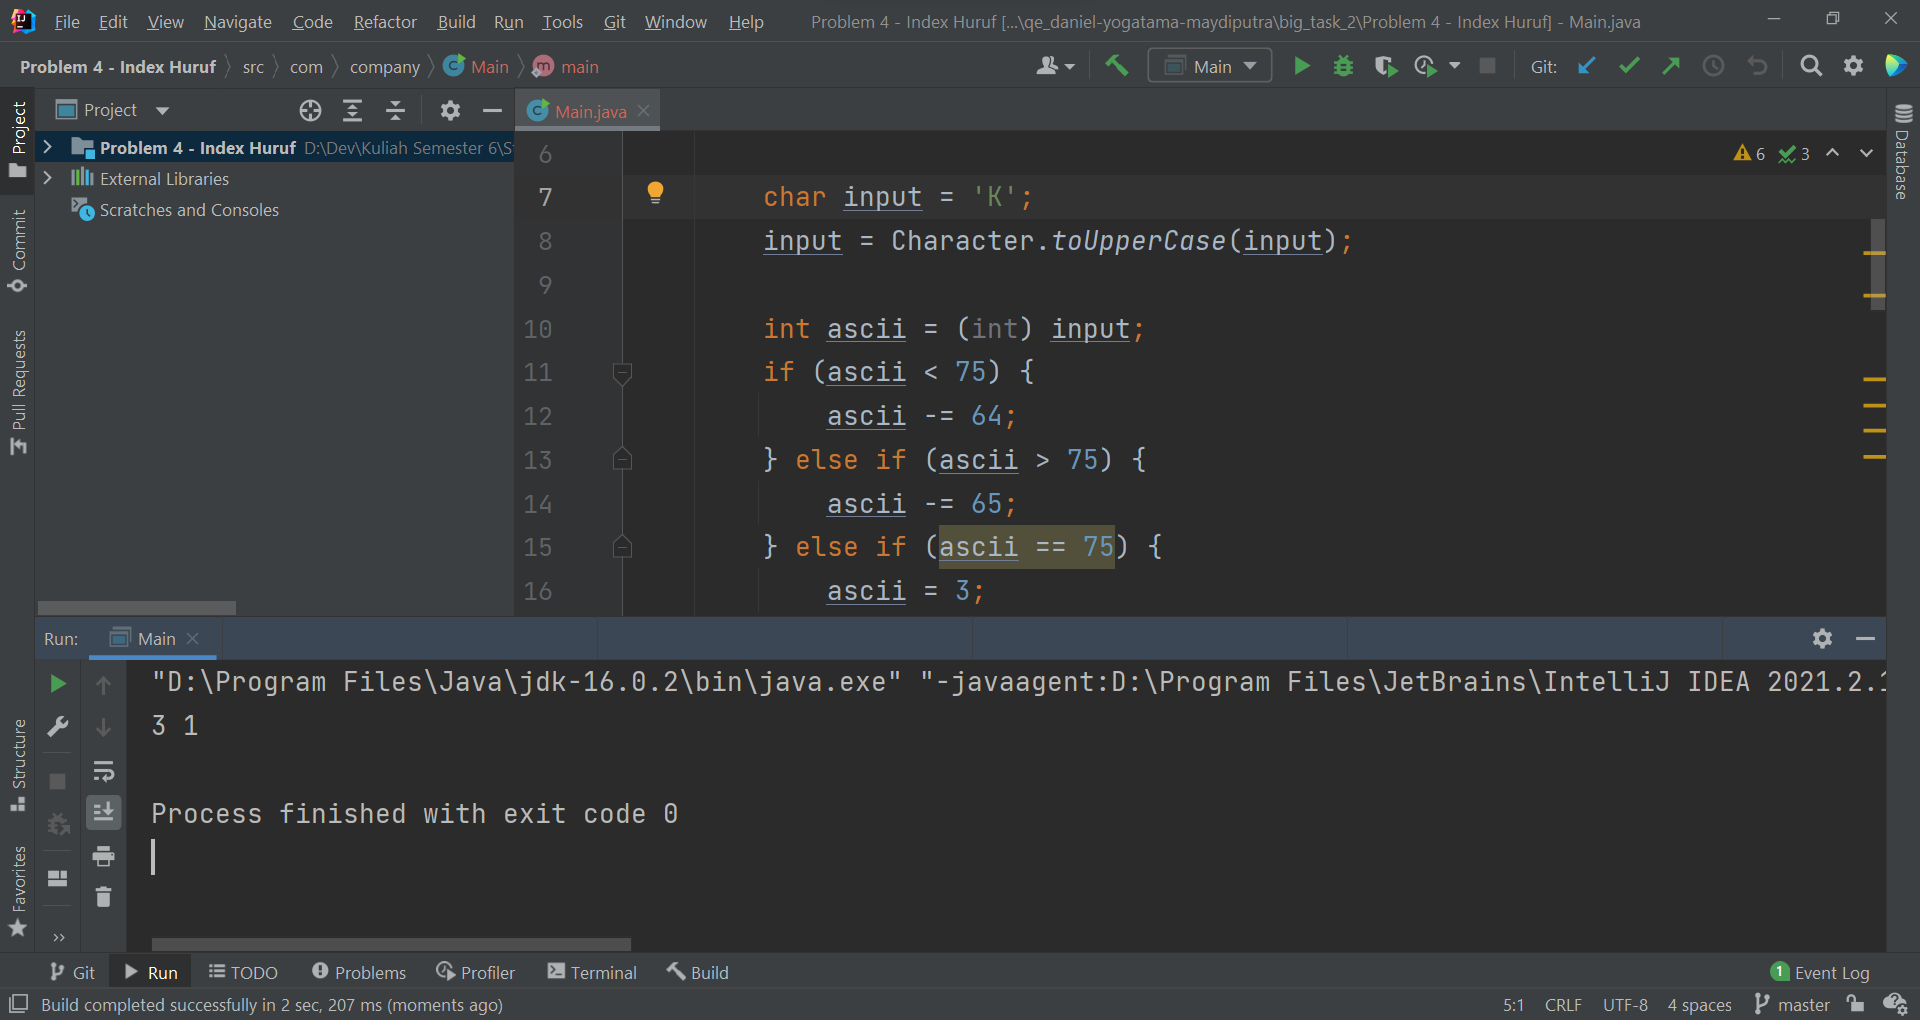 File Edit View Navigate Code Refactor Build Run Tools Git Window Help Problem 4 - Index Huruf [...\qe_daniel-yogatama-maydiputra\big_task_2\Problem 4 - Index Huruf] - Main.java
Problem 4 - Index Huruf src com company Main main Main Git:
Project
Main.java
Problem 4 - Index Huruf D:\Dev\Kuliah Semester 6\S
External Libraries
Scratches and Consoles
Project
Commit
Pull Requests
Structure
Favorites
Database
6 3
6
7 char input = 'K';
8 input = Character.toUpperCase(input);
9
10 int ascii = (int) input;
11 if (ascii < 75) {
12 ascii -= 64;
13 } else if (ascii > 75) {
14 ascii -= 65;
15 } else if (ascii == 75) {
16 ascii = 3;
Run: Main
"D:\Program Files\Java\jdk-16.0.2\bin\java.exe" "-javaagent:D:\Program Files\JetBrains\IntelliJ IDEA 2021.2.1
3 1
Process finished with exit code 0
Git Run TODO Problems Profiler Terminal Build 1 Event Log
Build completed successfully in 2 sec, 207 ms (moments ago) 5:1 CRLF UTF-8 4 spaces master